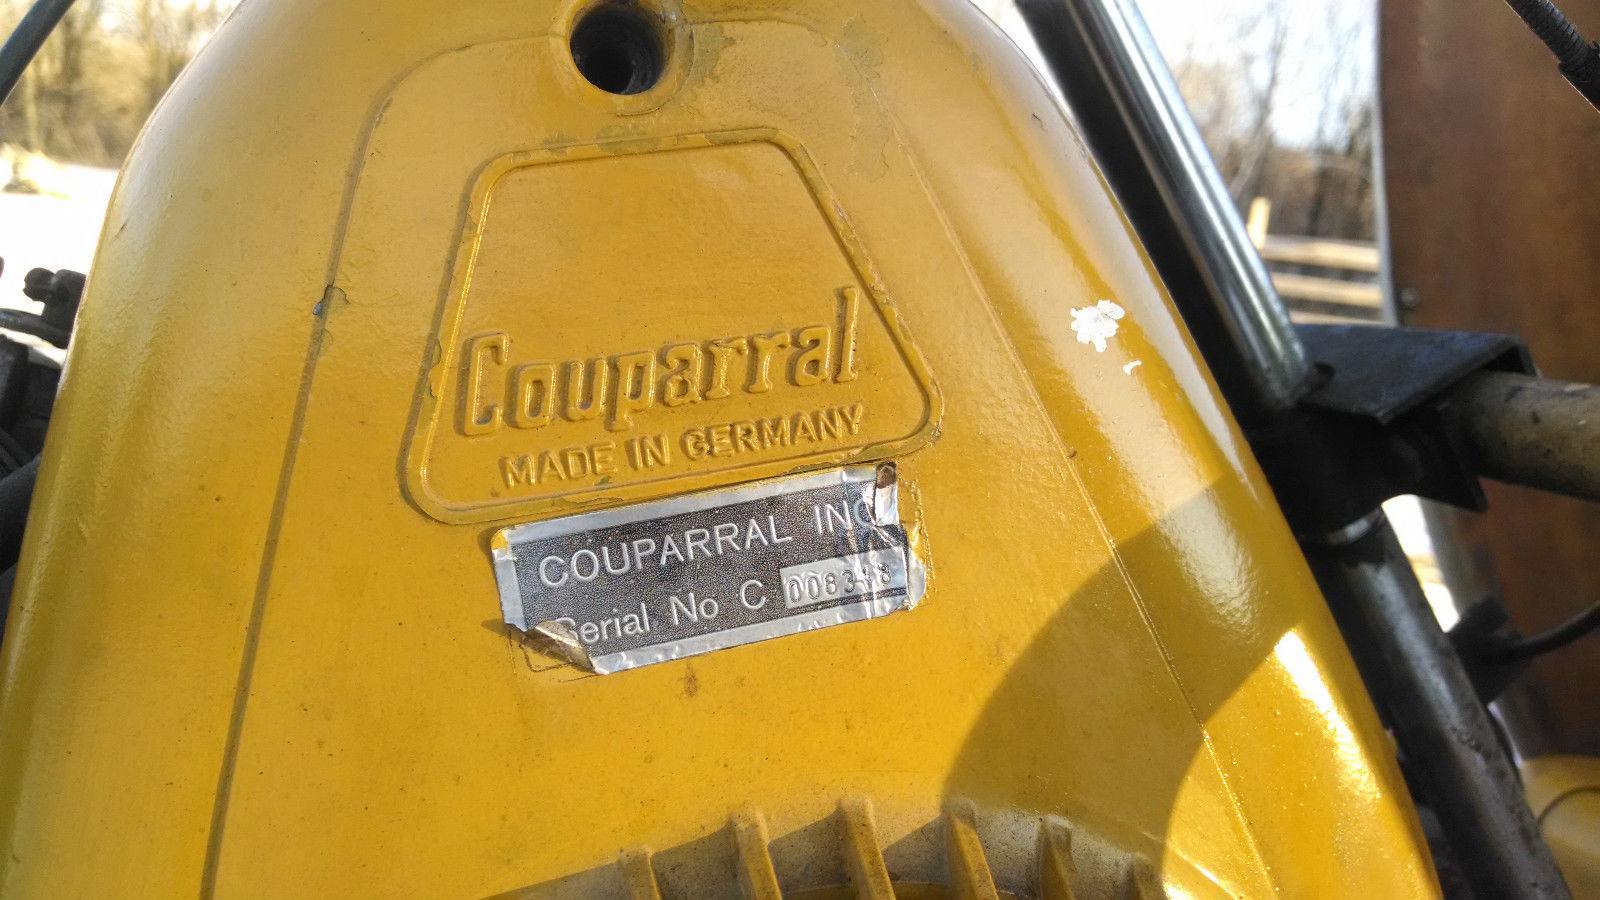 Couparral
MADE IN GERMANY
COUPARRAL INC
Serial No C